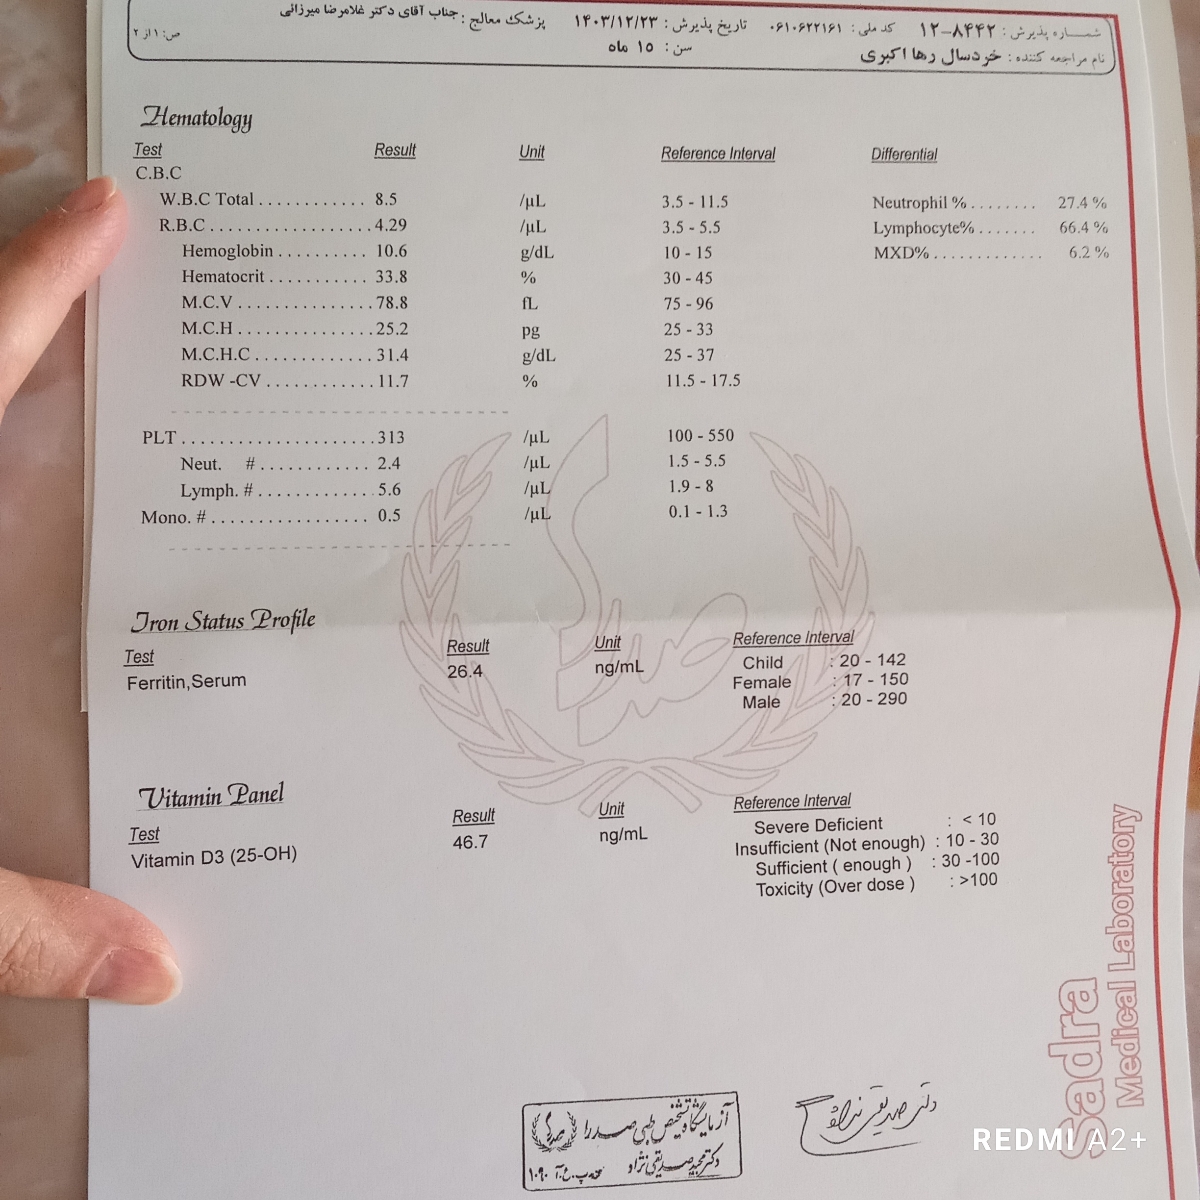 شماره پذیرش : ۱۲-۸۴۴۲ کد ملی : ۰۶۱۰۶۲۲۱۶۱ تاریخ پذیرش : ۱۴۰۳/۱۲/۲۳ پزشک معالج : جناب آقای دکتر غلامرضا میرزائی
نام مراجعه کننده : خردسال رها اکبری سن : ۱۵ ماه ص: ۱ از ۲
Hematology
Test Result Unit Reference Interval Differential
C.B.C
W.B.C Total ............ 8.5 /µL 3.5 - 11.5 Neutrophil % ........ 27.4 %
R.B.C .................. 4.29 /µL 3.5 - 5.5 Lymphocyte% ....... 66.4 %
Hemoglobin .......... 10.6 g/dL 10 - 15 MXD% ............. 6.2 %
Hematocrit ........... 33.8 % 30 - 45
M.C.V .............. 78.8 fL 75 - 96
M.C.H .............. 25.2 pg 25 - 33
M.C.H.C ............ 31.4 g/dL 25 - 37
RDW -CV ........... 11.7 % 11.5 - 17.5
PLT ..................... 313 /µL 100 - 550
Neut. # ............ 2.4 /µL 1.5 - 5.5
Lymph. # ............ 5.6 /µL 1.9 - 8
Mono. # ................. 0.5 /µL 0.1 - 1.3
صدرا
Iron Status Profile
Test Result Unit Reference Interval
Ferritin,Serum 26.4 ng/mL Child : 20 - 142
Female : 17 - 150
Male : 20 - 290
Vitamin Panel
Test Result Unit Reference Interval
Vitamin D3 (25-OH) 46.7 ng/mL Severe Deficient : < 10
Insufficient (Not enough) : 10 - 30
Sufficient ( enough ) : 30 -100
Toxicity (Over dose ) : >100
Sadra
Medical Laboratory
آزمایشگاه تشخیص طبی صدرا
دکتر مجید صدیقی نژاد
دکتر صدیقی نژاد
REDMI A2+